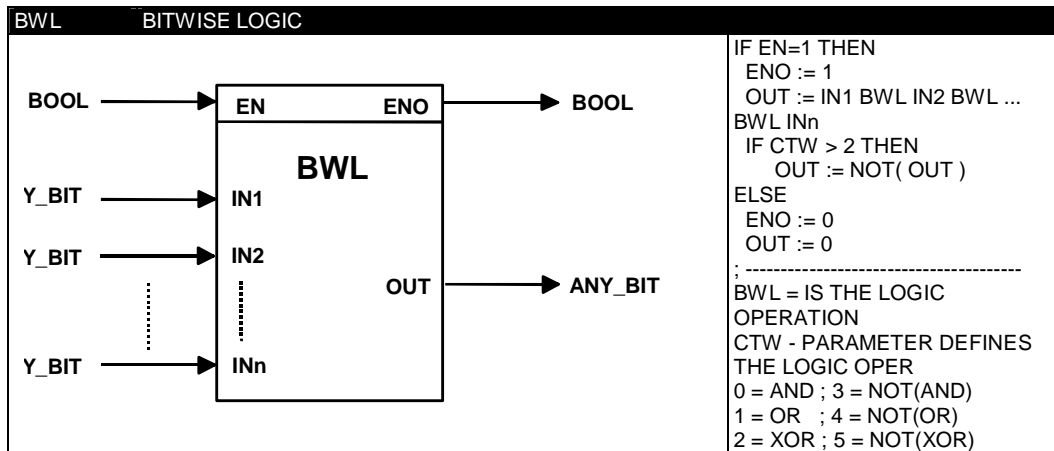 BWL BITWISE LOGIC
BOOL
EN
ENO
BOOL
BWL
Y_BIT
IN1
Y_BIT
IN2
OUT
ANY_BIT
Y_BIT
INn
IF EN=1 THEN
ENO := 1
OUT := IN1 BWL IN2 BWL ...
BWL INn
IF CTW > 2 THEN
OUT := NOT( OUT )
ELSE
ENO := 0
OUT := 0
; ---------------------------------------
BWL = IS THE LOGIC
OPERATION
CTW - PARAMETER DEFINES
THE LOGIC OPER
0 = AND ; 3 = NOT(AND)
1 = OR ; 4 = NOT(OR)
2 = XOR ; 5 = NOT(XOR)